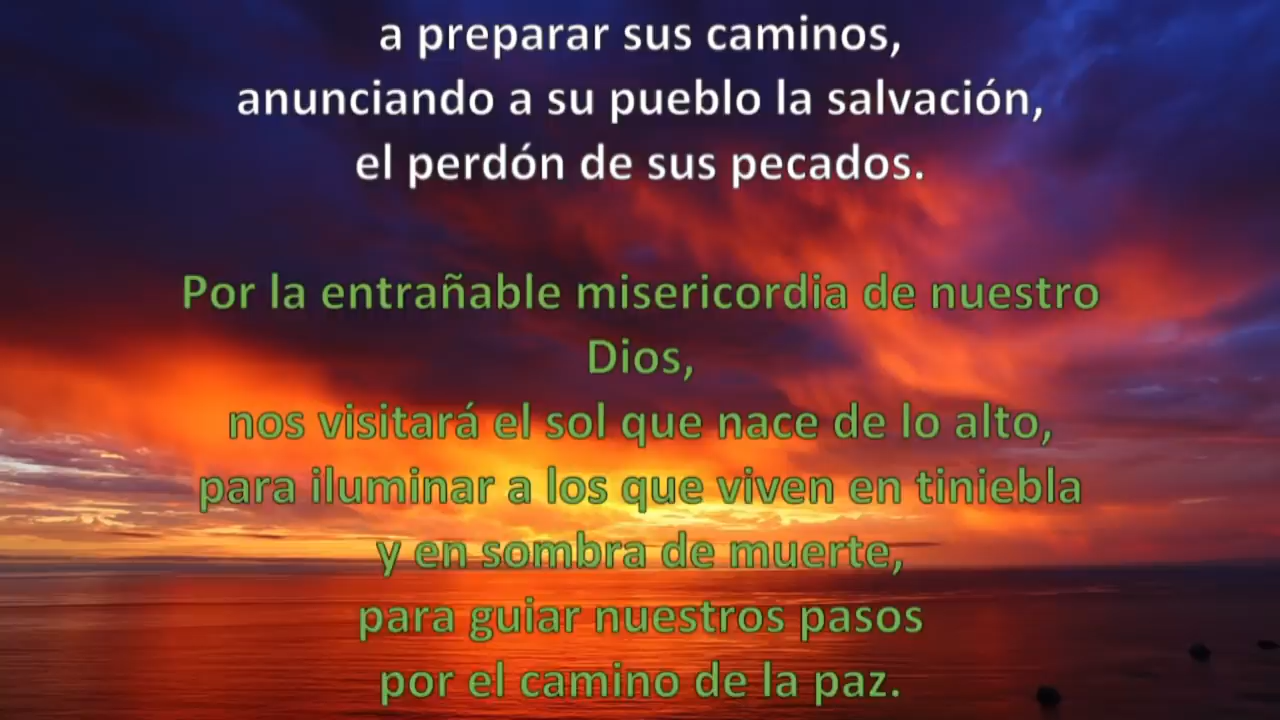 a preparar sus caminos,
anunciando a su pueblo la salvación,
el perdón de sus pecados.
Por la entrañable misericordia de nuestro
Dios,
nos visitará el sol que nace de lo alto,
para iluminar a los que viven en tiniebla
y en sombra de muerte,
para guiar nuestros pasos
por el camino de la paz.